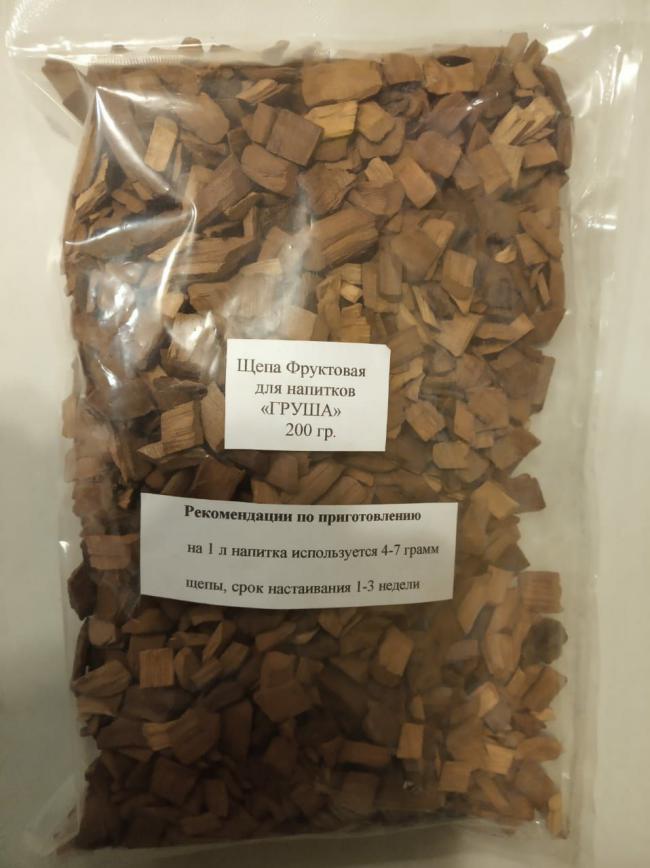 Щепа Фруктовая
для напитков
«ГРУША»
200 гр.
Рекомендации по приготовлению
на 1 л напитка используется 4-7 грамм
щепы, срок настаивания 1-3 недели